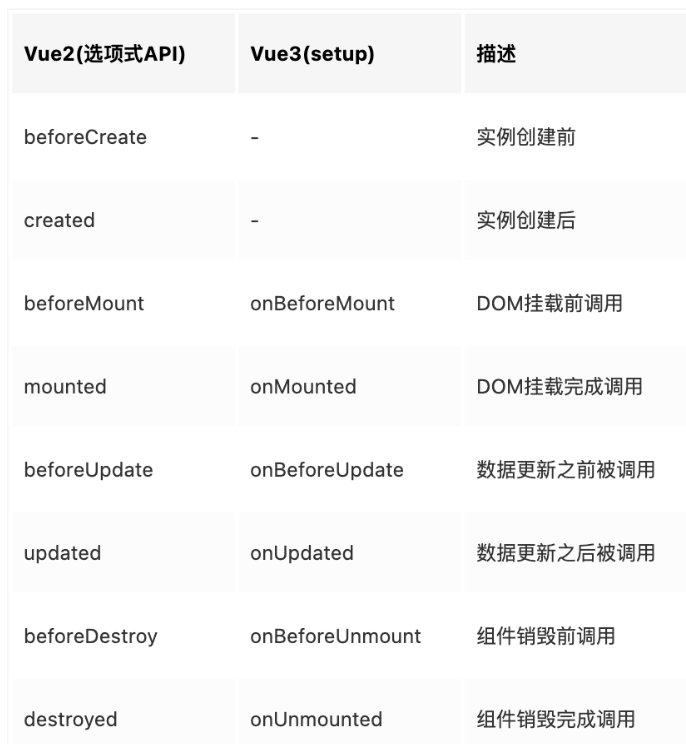 Vue2(选项式API) Vue3(setup) 描述
beforeCreate - 实例创建前
created - 实例创建后
beforeMount onBeforeMount DOM挂载前调用
mounted onMounted DOM挂载完成调用
beforeUpdate onBeforeUpdate 数据更新之前被调用
updated onUpdated 数据更新之后被调用
beforeDestroy onBeforeUnmount 组件销毁前调用
destroyed onUnmounted 组件销毁完成调用